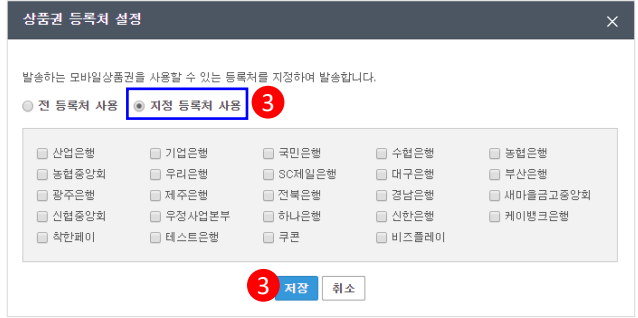 상품권 등록처 설정
발송하는 모바일상품권을 사용할 수 있는 등록처를 지정하여 발송합니다.
전 등록처 사용 지정 등록처 사용 3
산업은행 기업은행 국민은행 수협은행 농협은행
농협중앙회 우리은행 SC제일은행 대구은행 부산은행
광주은행 제주은행 전북은행 경남은행 새마을금고중앙회
신협중앙회 우정사업본부 하나은행 신한은행 케이뱅크은행
착한페이 테스트은행 쿠콘 비즈플레이
3 저장 취소